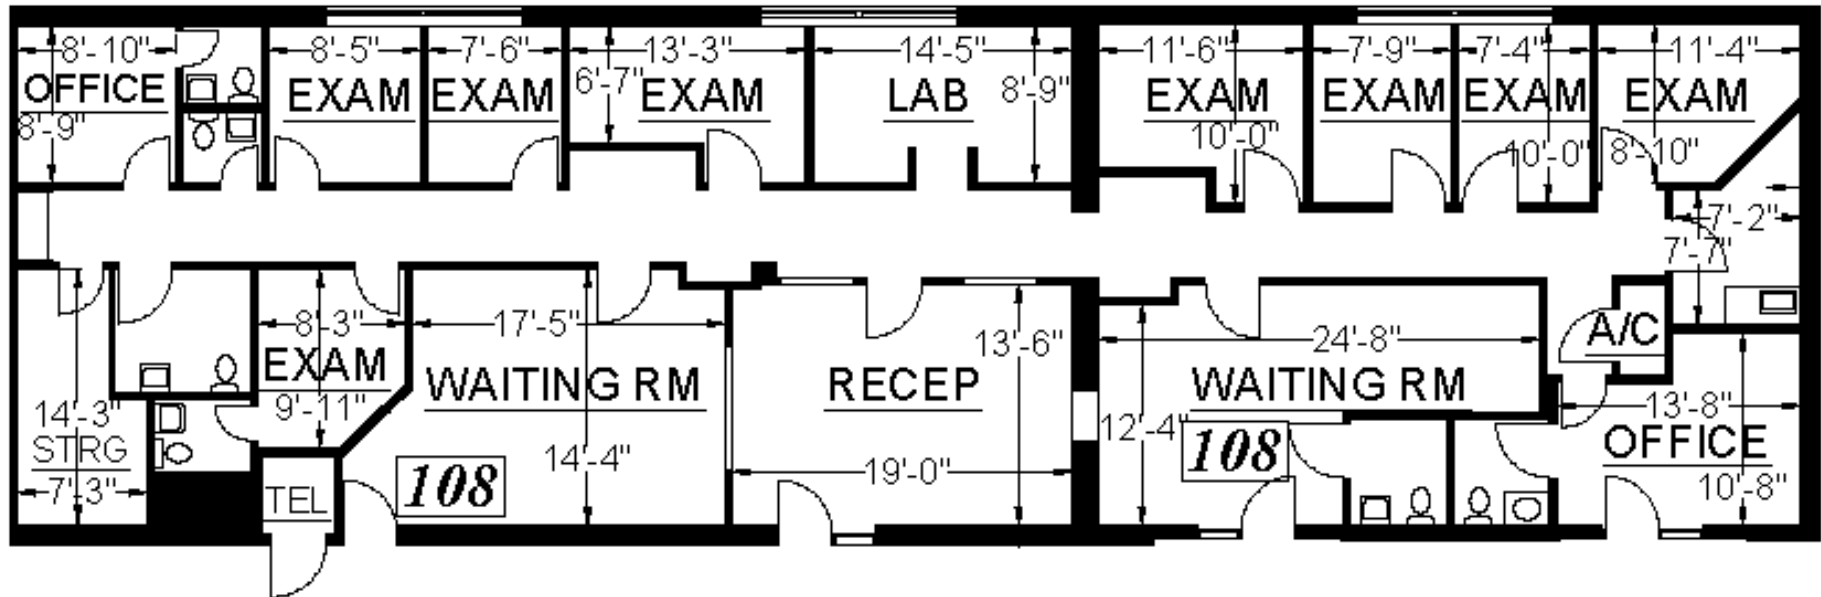 8'-10"
OFFICE
8'-9"
8'-5"
EXAM
7'-6"
EXAM
13'-3"
6'-7"
EXAM
14'-5"
LAB
8'-9"
11'-6"
EXAM
10'-0"
7'-9"
EXAM
7'-4"
EXAM
10'-0"
11'-4"
EXAM
8'-10"
7'-2"
7'-7"
14'-3"
STRG
7'-3"
8'-3"
EXAM
9'-11"
TEL
17'-5"
WAITING RM
14'-4"
108
RECEP
13'-6"
19'-0"
24'-8"
WAITING RM
12'-4"
108
A/C
13'-8"
OFFICE
10'-8"